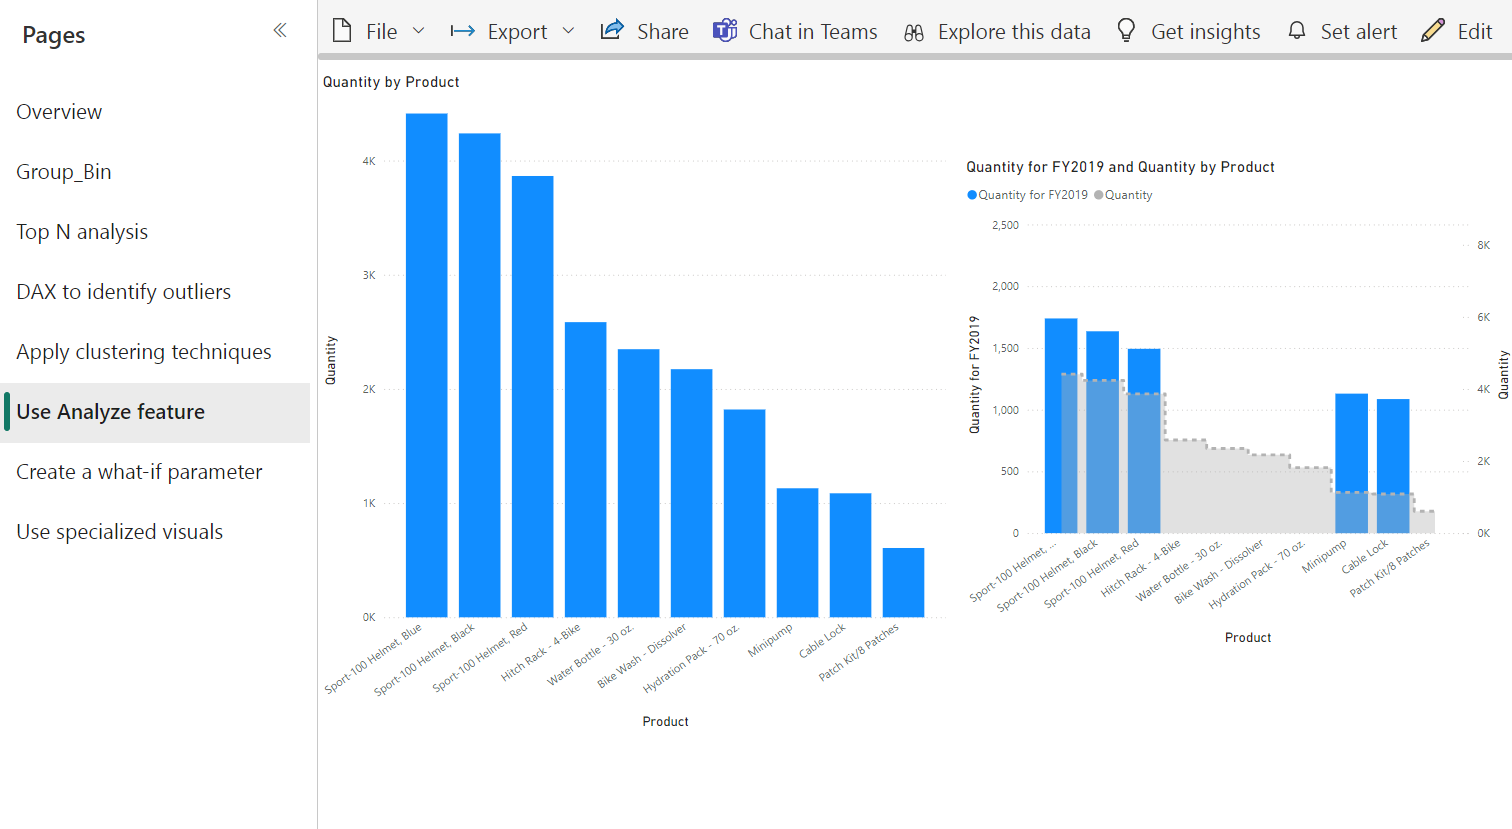 Pages
Overview
Group_Bin
Top N analysis
DAX to identify outliers
Apply clustering techniques
Use Analyze feature
Create a what-if parameter
Use specialized visuals
File
Export
Share
Chat in Teams
Explore this data
Get insights
Set alert
Edit
Quantity by Product
Quantity
4K
3K
2K
1K
0K
Sport-100 Helmet, Blue
Sport-100 Helmet, Black
Sport-100 Helmet, Red
Hitch Rack - 4-Bike
Water Bottle - 30 oz.
Bike Wash - Dissolver
Hydration Pack - 70 oz.
Minipump
Cable Lock
Patch Kit/8 Patches
Product
Quantity for FY2019 and Quantity by Product
Quantity for FY2019
Quantity
Quantity for FY2019
2,500
2,000
1,500
1,000
500
0
8K
6K
4K
2K
0K
Quantity
Sport-100 Helmet, ...
Sport-100 Helmet, Black
Sport-100 Helmet, Red
Hitch Rack - 4-Bike
Water Bottle - 30 oz.
Bike Wash - Dissolver
Hydration Pack - 70 oz.
Minipump
Cable Lock
Patch Kit/8 Patches
Product